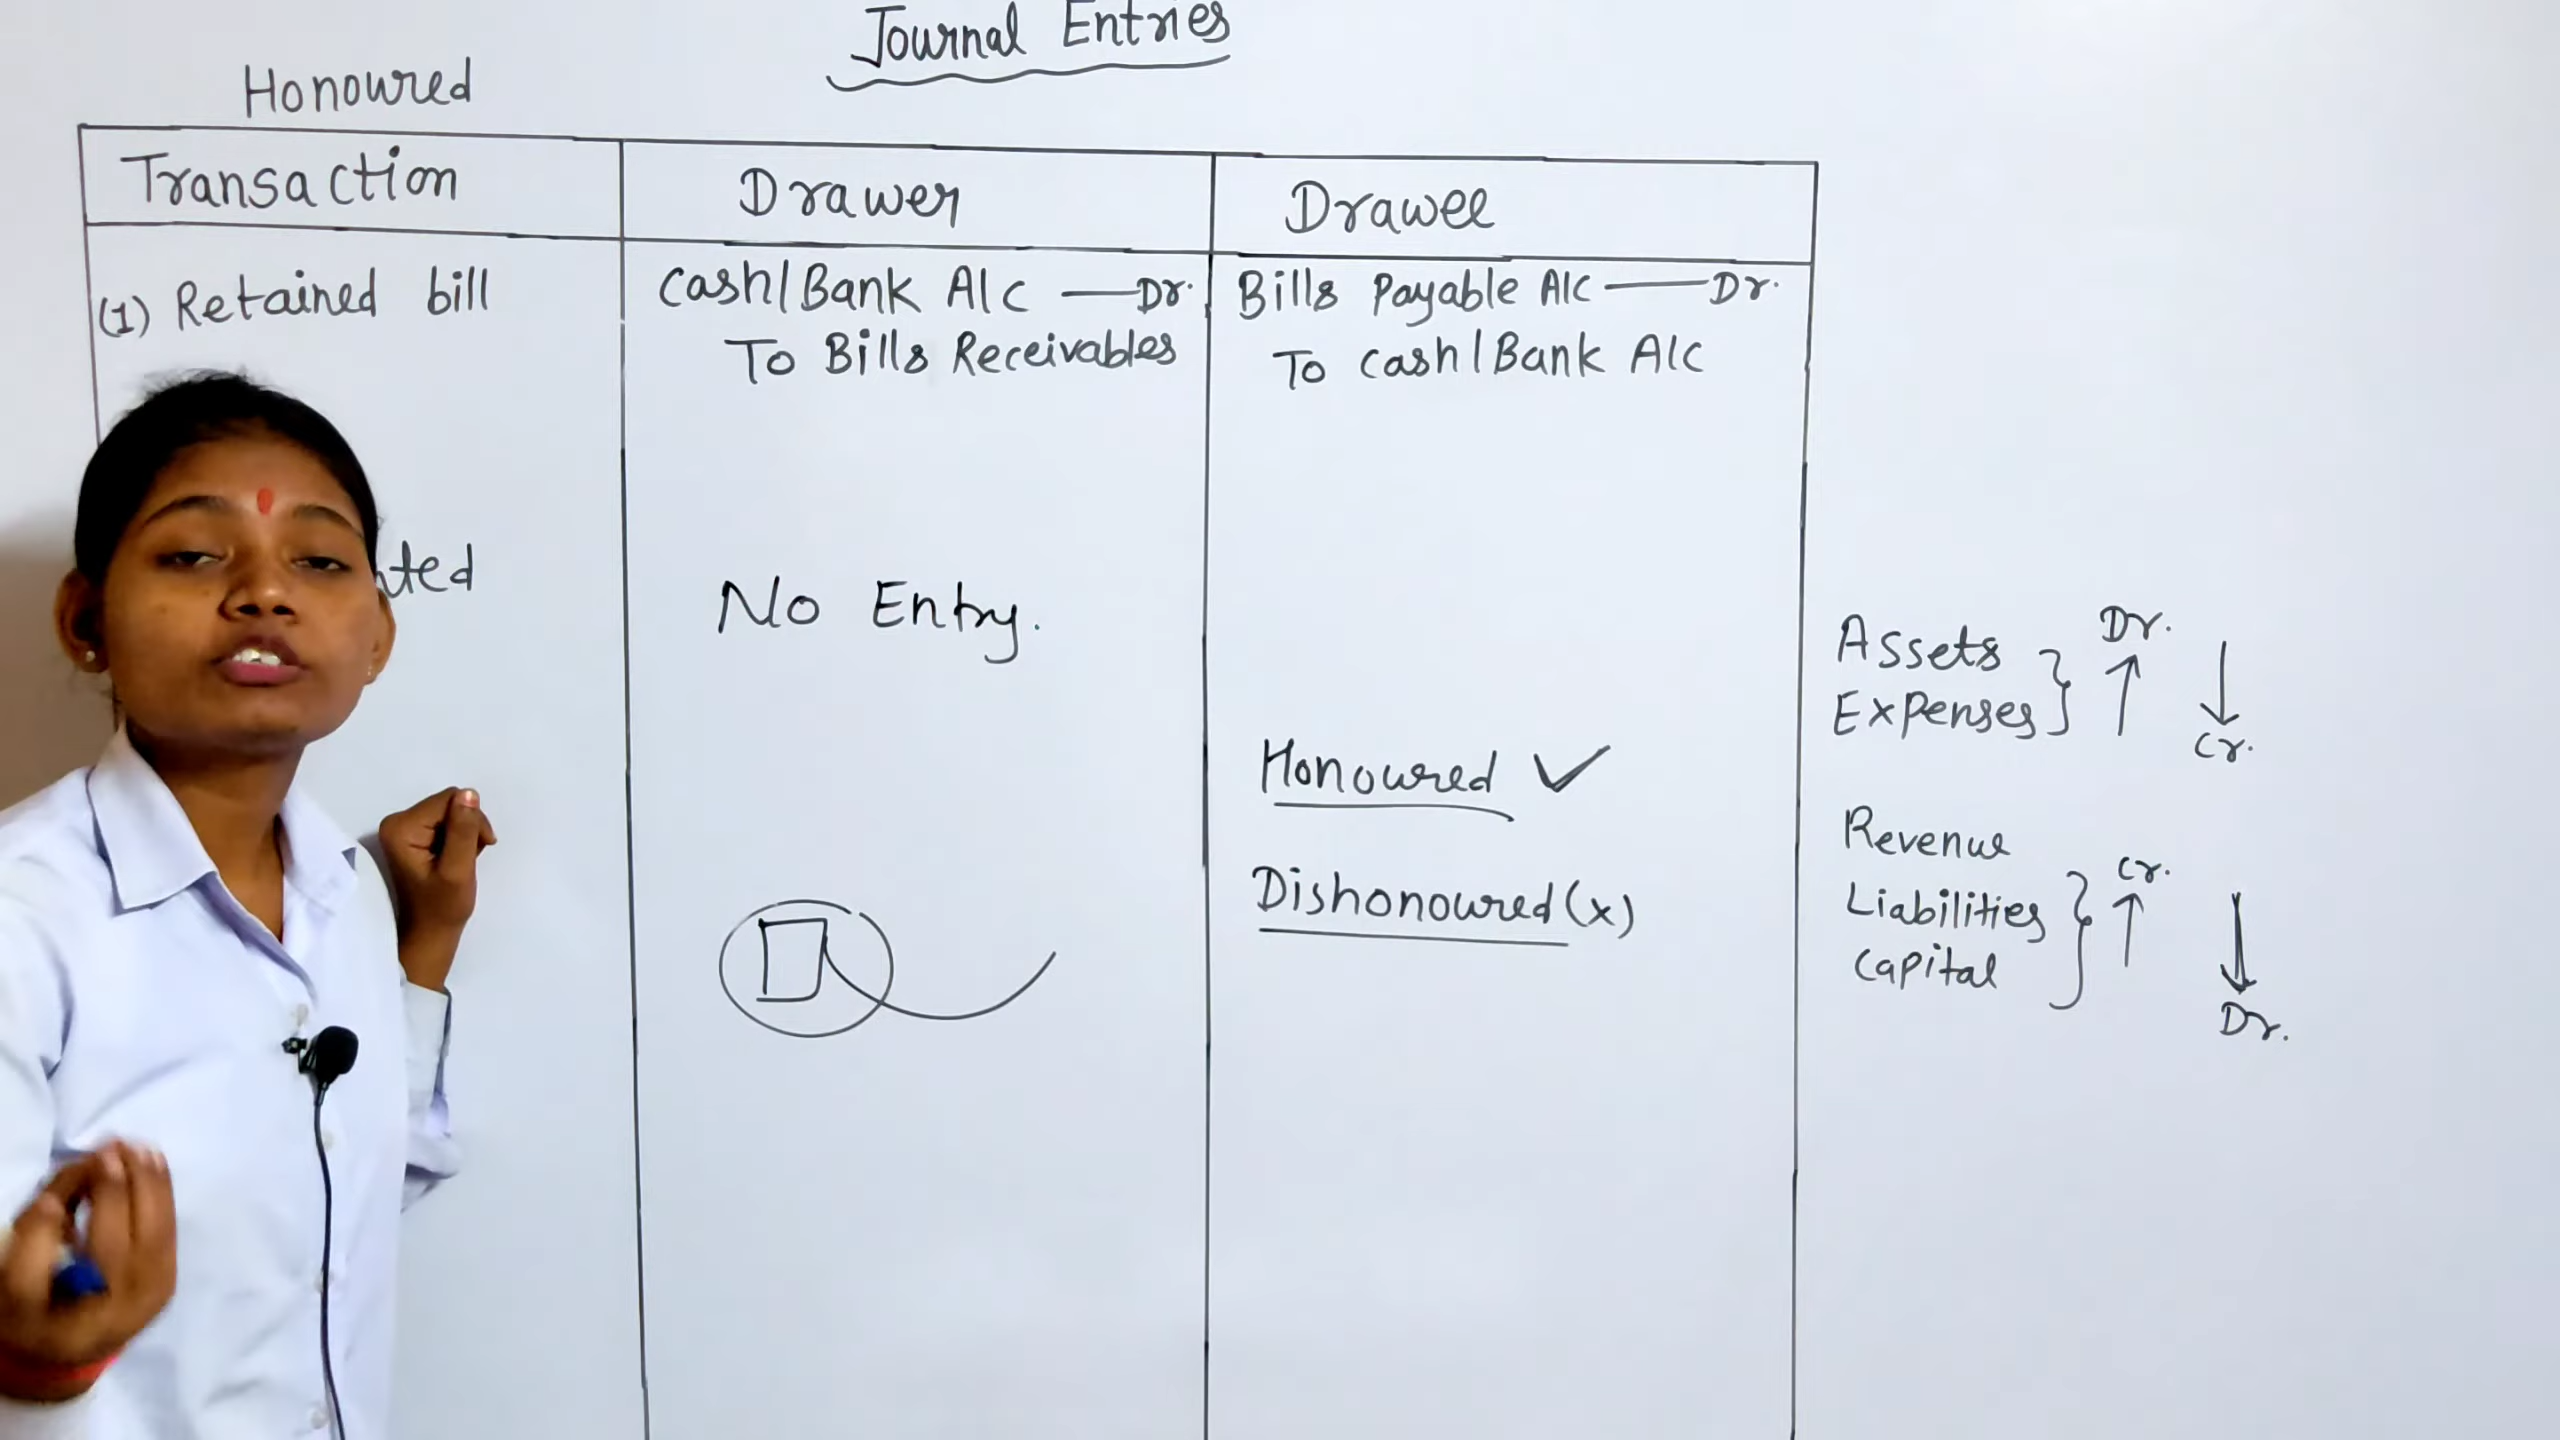 Journal Entries
Honoured
Transaction
Drawer
Drawee
(1) Retained bill
Cash/Bank A/c —Dr.
To Bills Receivables
Bills Payable A/c —Dr.
To cash/Bank A/c
No Entry.
Honoured ✓
Dishonoured (x)
Assets
Expenses
Dr.
↑ ↓
Cr.
Revenue
Liabilities
Capital
Cr.
↑ ↓
Dr.